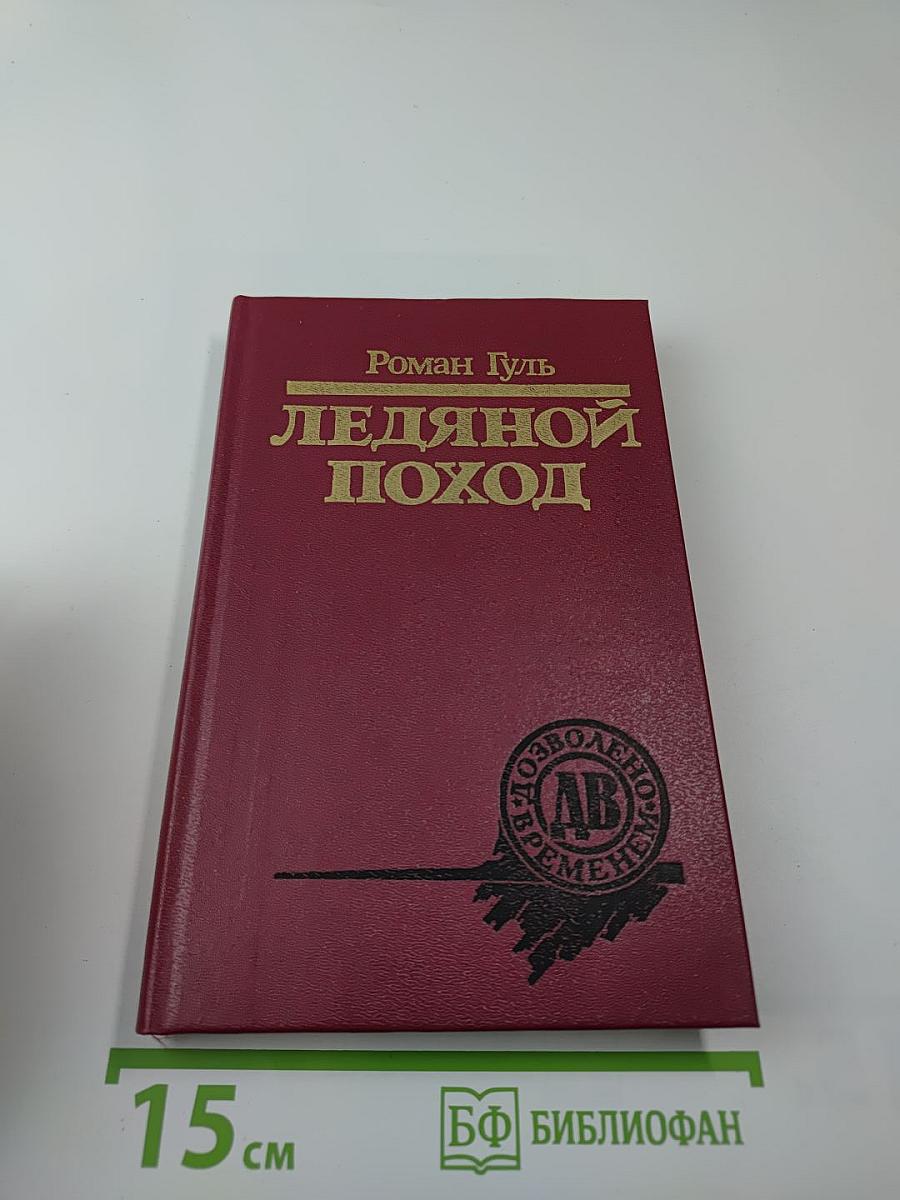 Роман Гуль
ЛЕДЯНОЙ
ПОХОД
ДОЗВОЛЕНО
ДВ
ВРЕМЕНЕМ
15 см
БФ БИБЛИОФАН